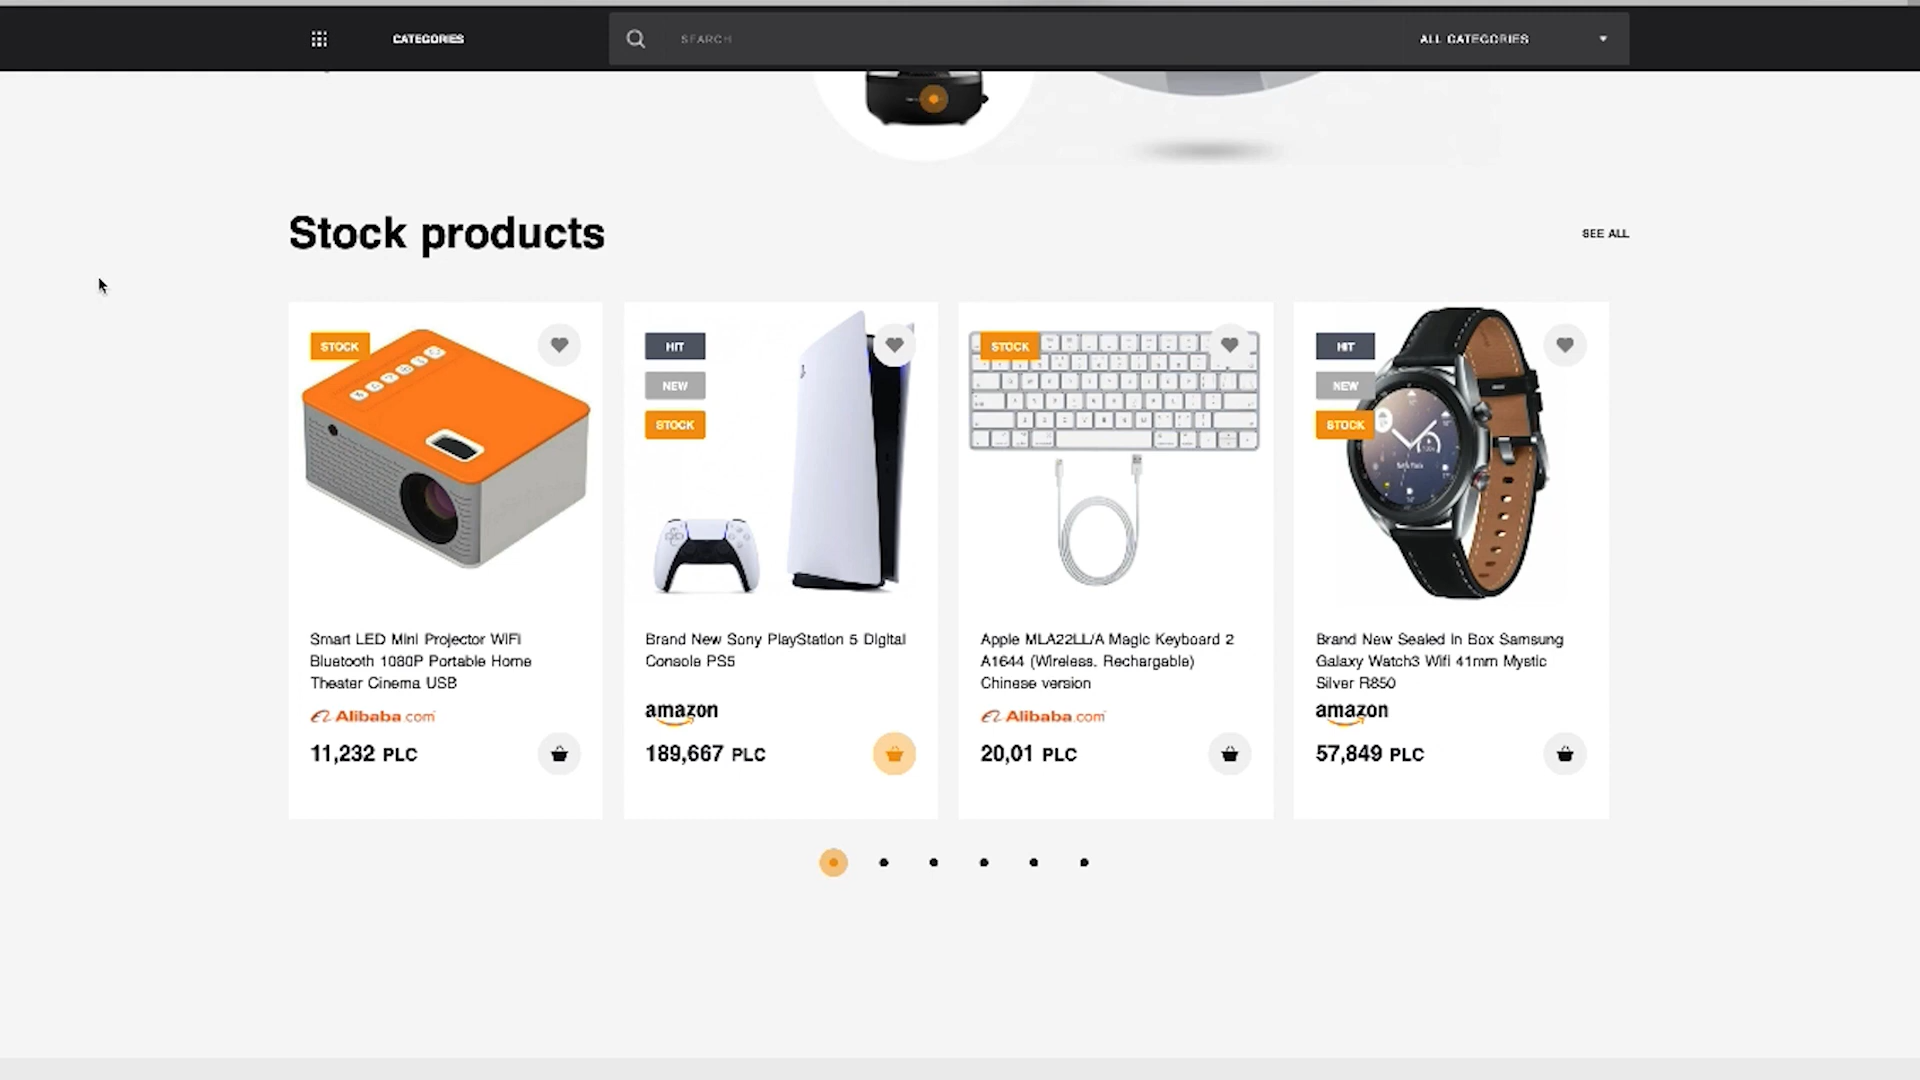 CATEGORIES
SEARCH
ALL CATEGORIES
Stock products
SEE ALL
STOCK
HIT
NEW
STOCK
STOCK
HIT
NEW
STOCK
Smart LED Mini Projector WiFi
Bluetooth 1080P Portable Home
Theater Cinema USB
Alibaba.com
11,232 PLC
Brand New Sony PlayStation 5 Digital
Console PS5
amazon
189,667 PLC
Apple MLA22LL/A Magic Keyboard 2
A1644 (Wireless, Rechargable)
Chinese version
Alibaba.com
20,01 PLC
Brand New Sealed In Box Samsung
Galaxy Watch3 Wifi 41mm Mystic
Silver R850
amazon
57,849 PLC